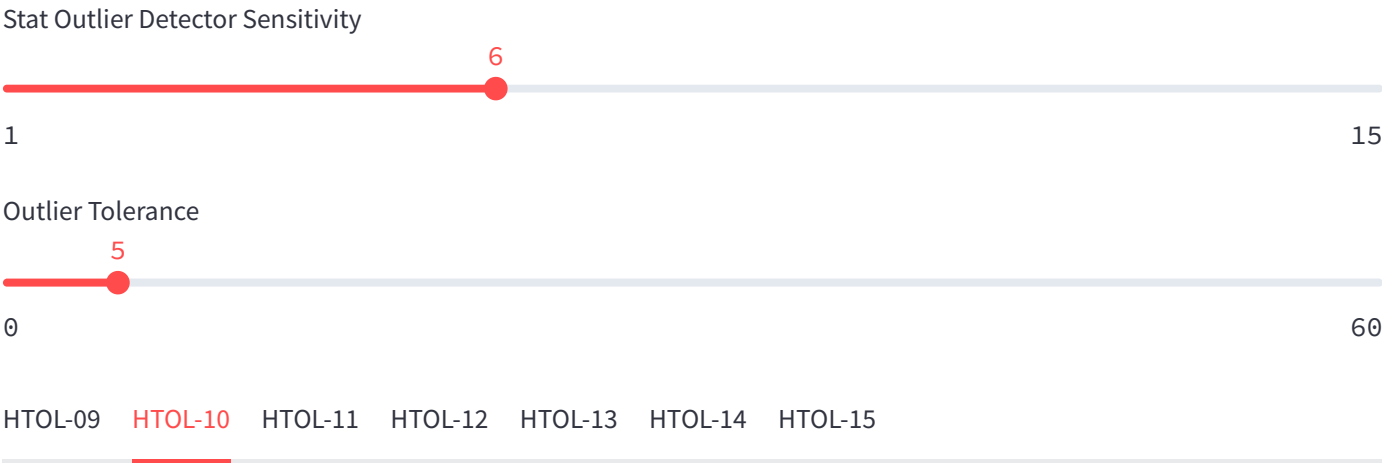 Stat Outlier Detector Sensitivity
6
1 15
Outlier Tolerance
5
0 60
HTOL-09 HTOL-10 HTOL-11 HTOL-12 HTOL-13 HTOL-14 HTOL-15